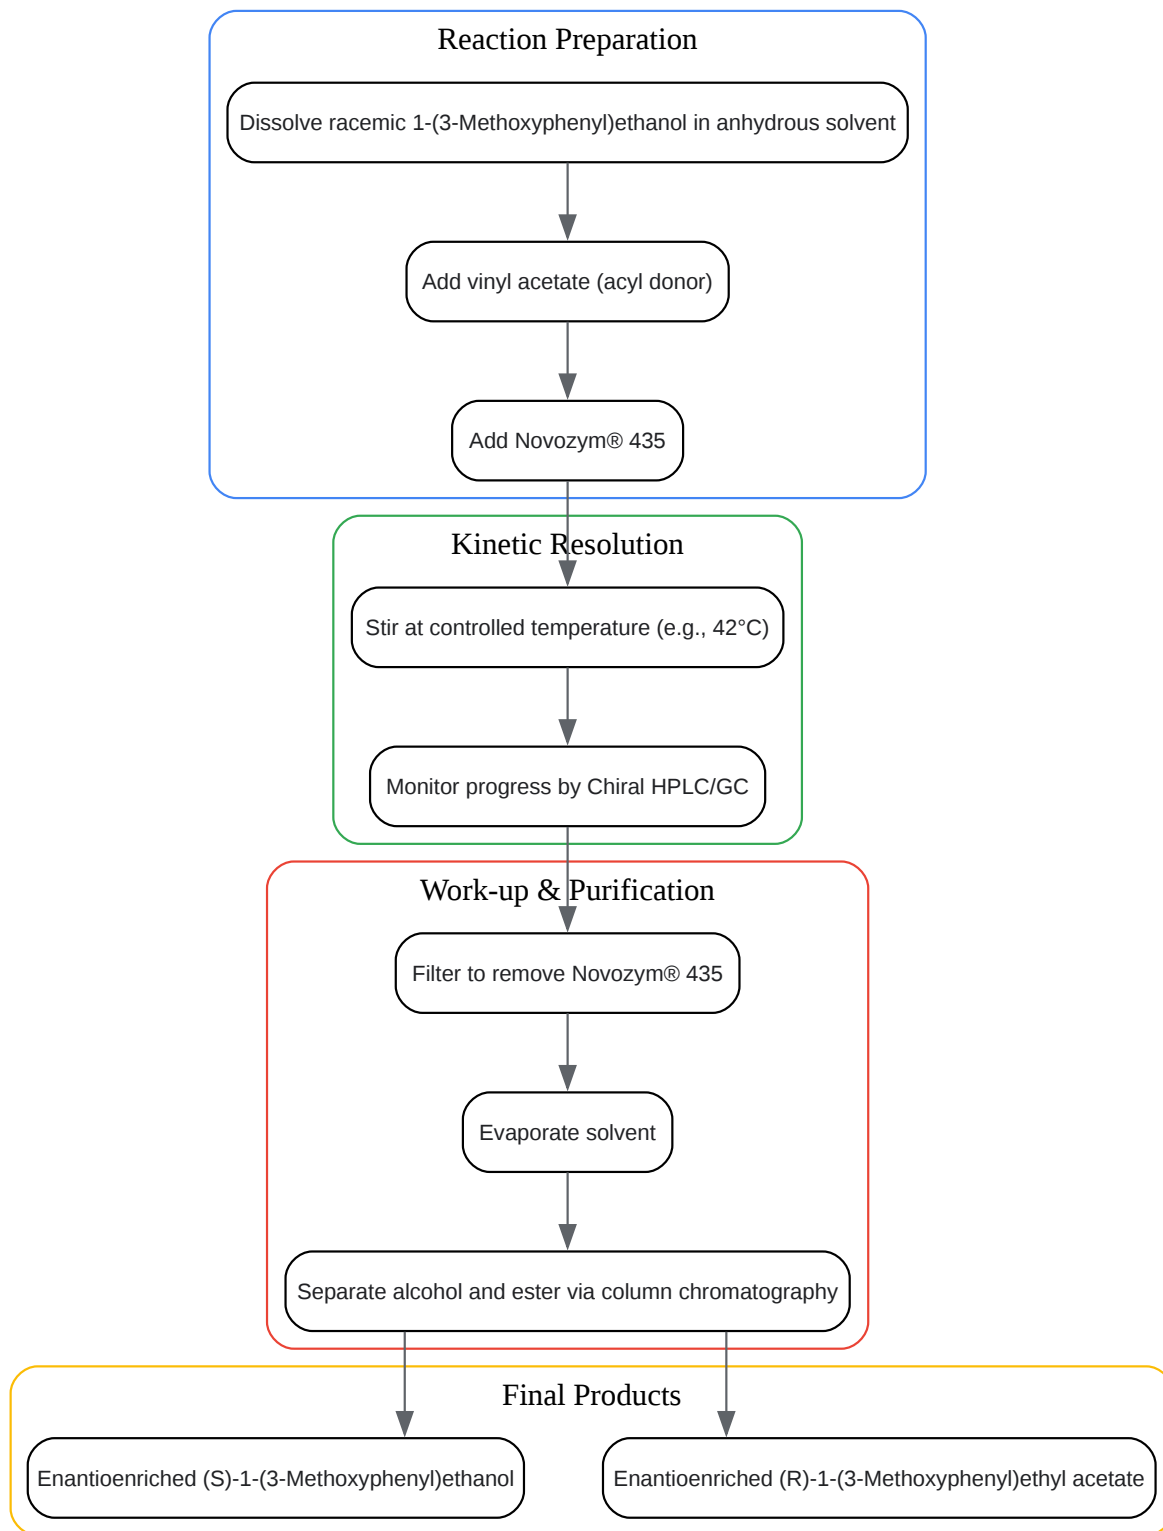 Reaction Preparation
Dissolve racemic 1-(3-Methoxyphenyl)ethanol in anhydrous solvent
Add vinyl acetate (acyl donor)
Add Novozym® 435
Kinetic Resolution
Stir at controlled temperature (e.g., 42°C)
Monitor progress by Chiral HPLC/GC
Work-up & Purification
Filter to remove Novozym® 435
Evaporate solvent
Separate alcohol and ester via column chromatography
Final Products
Enantioenriched (S)-1-(3-Methoxyphenyl)ethanol
Enantioenriched (R)-1-(3-Methoxyphenyl)ethyl acetate